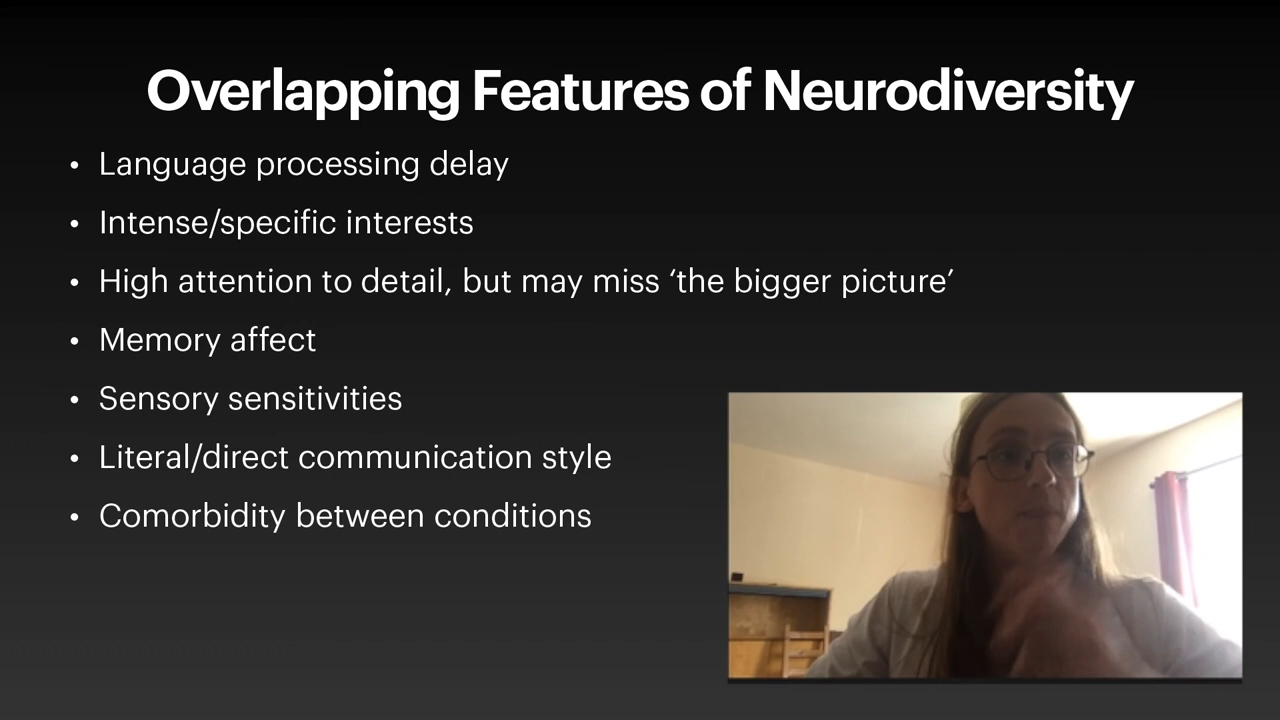 Overlapping Features of Neurodiversity
• Language processing delay
• Intense/specific interests
• High attention to detail, but may miss ‘the bigger picture’
• Memory affect
• Sensory sensitivities
• Literal/direct communication style
• Comorbidity between conditions